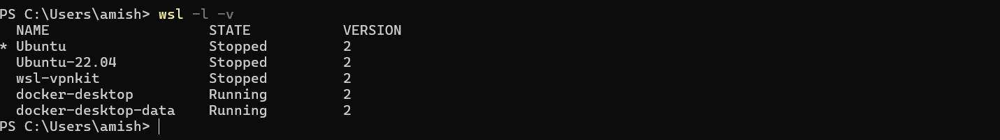 PS C:\Users\amish> wsl -l -v
  NAME                   STATE           VERSION
* Ubuntu                 Stopped         2
  Ubuntu-22.04           Stopped         2
  wsl-vpnkit             Stopped         2
  docker-desktop         Running         2
  docker-desktop-data    Running         2
PS C:\Users\amish>